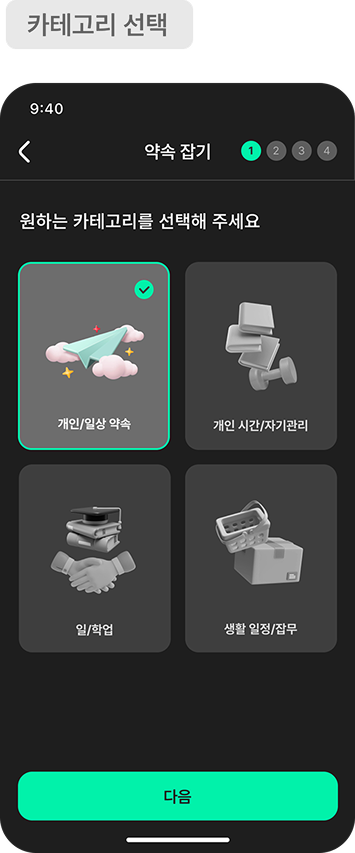 카테고리 선택
9:40
약속 잡기 1 2 3 4
원하는 카테고리를 선택해 주세요
개인/일상 약속
개인 시간/자기관리
일/학업
생활 일정/잡무
다음